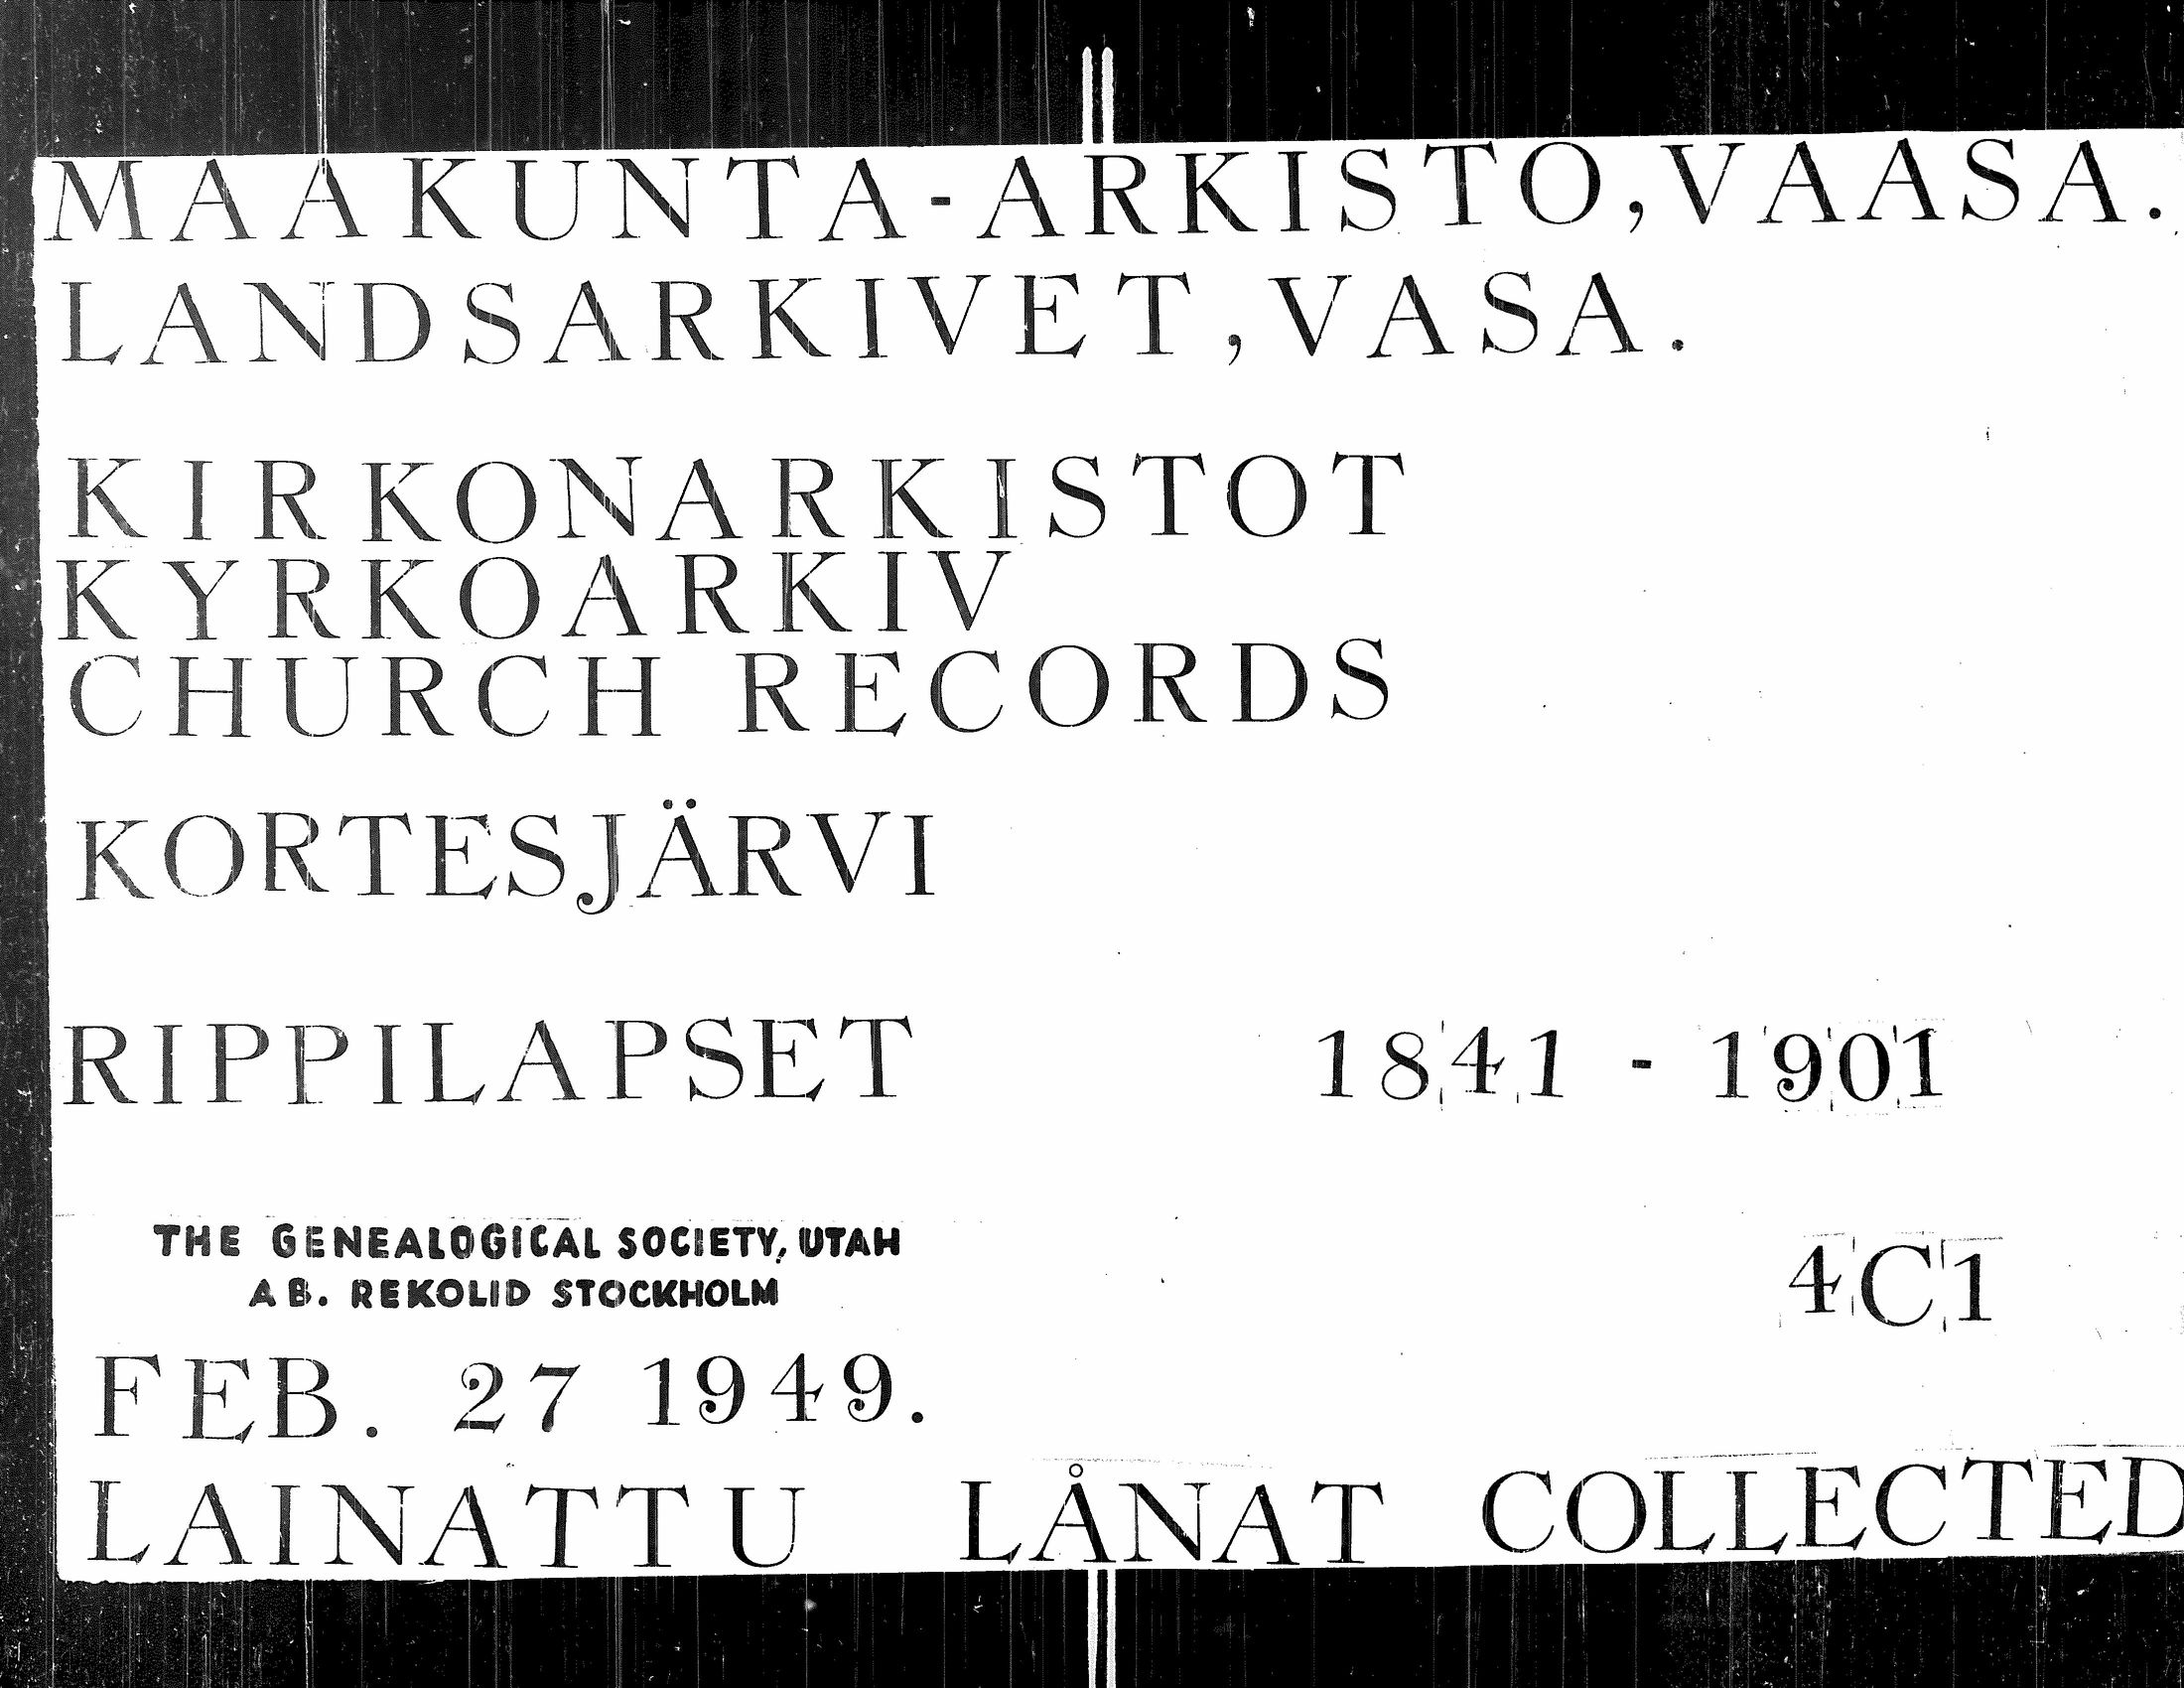 MAAKUNTA-ARKISTO, VAASA.
LANDSARKIVET, VASA.
KIRKONARKISTOT
KYRKOARKIV
CHURCH RECORDS
KORTESJÄRVI
RIPPILAPSET 1841 - 1901
THE GENEALOGICAL SOCIETY, UTAH
AB. REKOLID STOCKHOLM
4C1
FEB. 27 1949.
LAINATTU LÅNAT COLLECTED